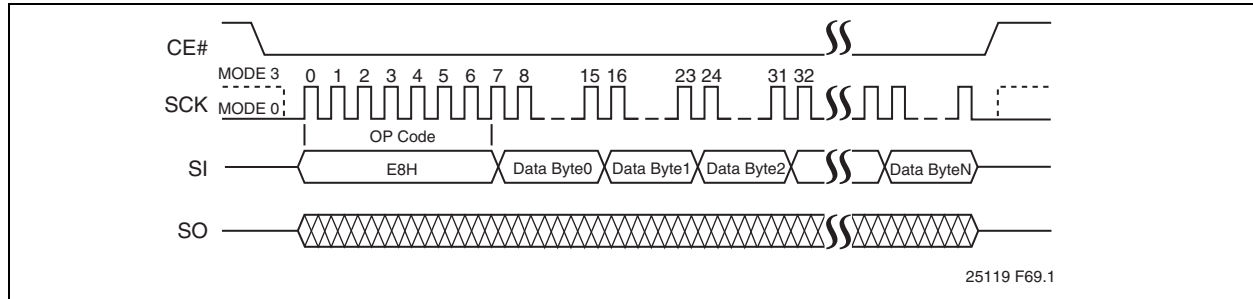 CE#
MODE 3 0 1 2 3 4 5 6 7 8 15 16 23 24 31 32
SCK MODE 0
OP Code
SI E8H Data Byte0 Data Byte1 Data Byte2 Data ByteN
SO
25119 F69.1